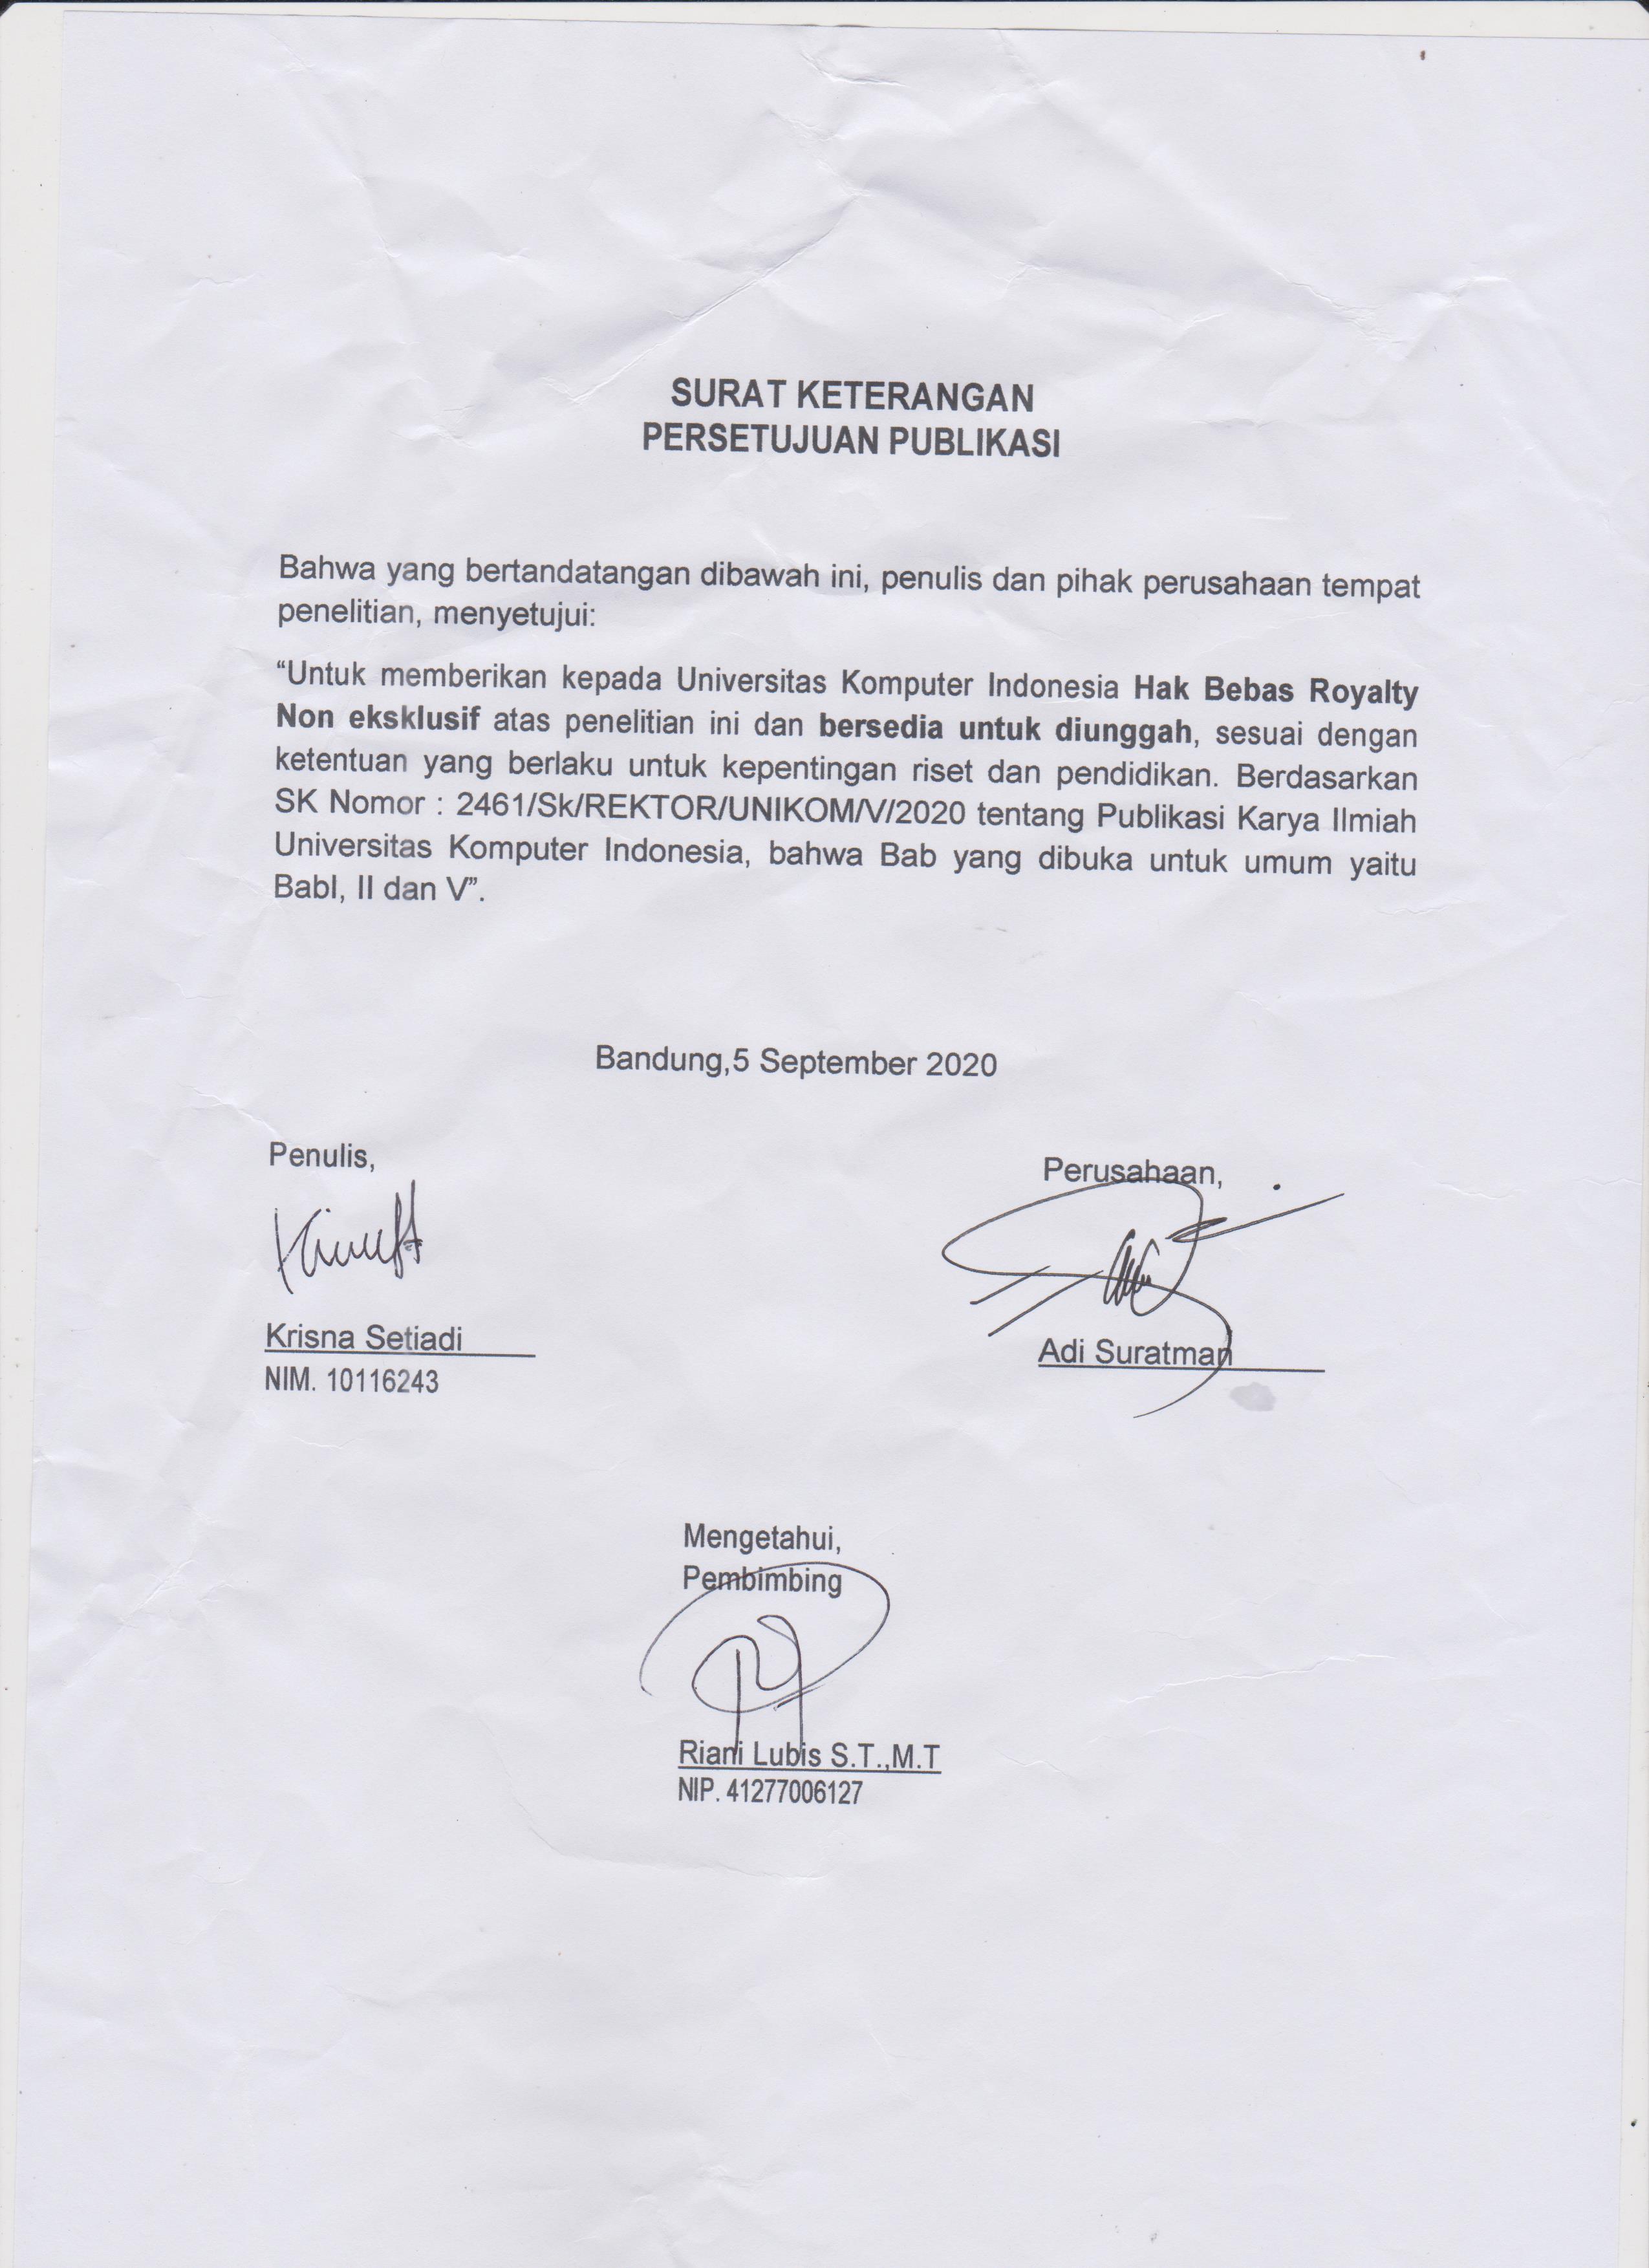 SURAT KETERANGAN
PERSETUJUAN PUBLIKASI
Bahwa yang bertandatangan dibawah ini, penulis dan pihak perusahaan tempat
penelitian, menyetujui:
“Untuk memberikan kepada Universitas Komputer Indonesia Hak Bebas Royalty
Non eksklusif atas penelitian ini dan bersedia untuk diunggah, sesuai dengan
ketentuan yang berlaku untuk kepentingan riset dan pendidikan. Berdasarkan
SK Nomor : 2461/Sk/REKTOR/UNIKOM/V/2020 tentang Publikasi Karya Ilmiah
Universitas Komputer Indonesia, bahwa Bab yang dibuka untuk umum yaitu
BabI, II dan V”.
Bandung,5 September 2020
Penulis,
Perusahaan,
Krisna Setiadi
Adi Suratman
NIM. 10116243
Mengetahui,
Pembimbing
Riani Lubis S.T.,M.T
NIP. 41277006127